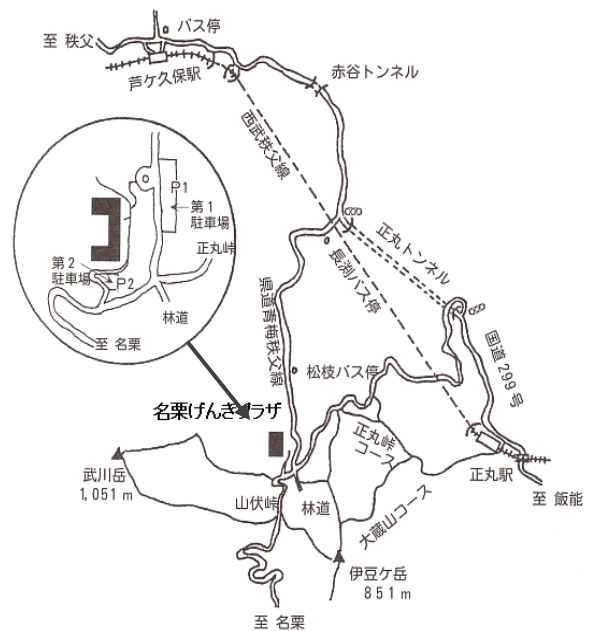 バス停
至 秩父
芦ケ久保駅
赤谷トンネル
西武秩父線
P1
第1
駐車場
正丸峠
第2
駐車場
P2
林道
至 名栗
正丸トンネル
長渕バス停
県道青梅秩父線
国道299号
松枝バス停
名栗げんきプラザ
正丸峠
コース
正丸駅
至 飯能
武川岳
1,051m
山伏峠
林道
大蔵山コース
伊豆ケ岳
851m
至 名栗